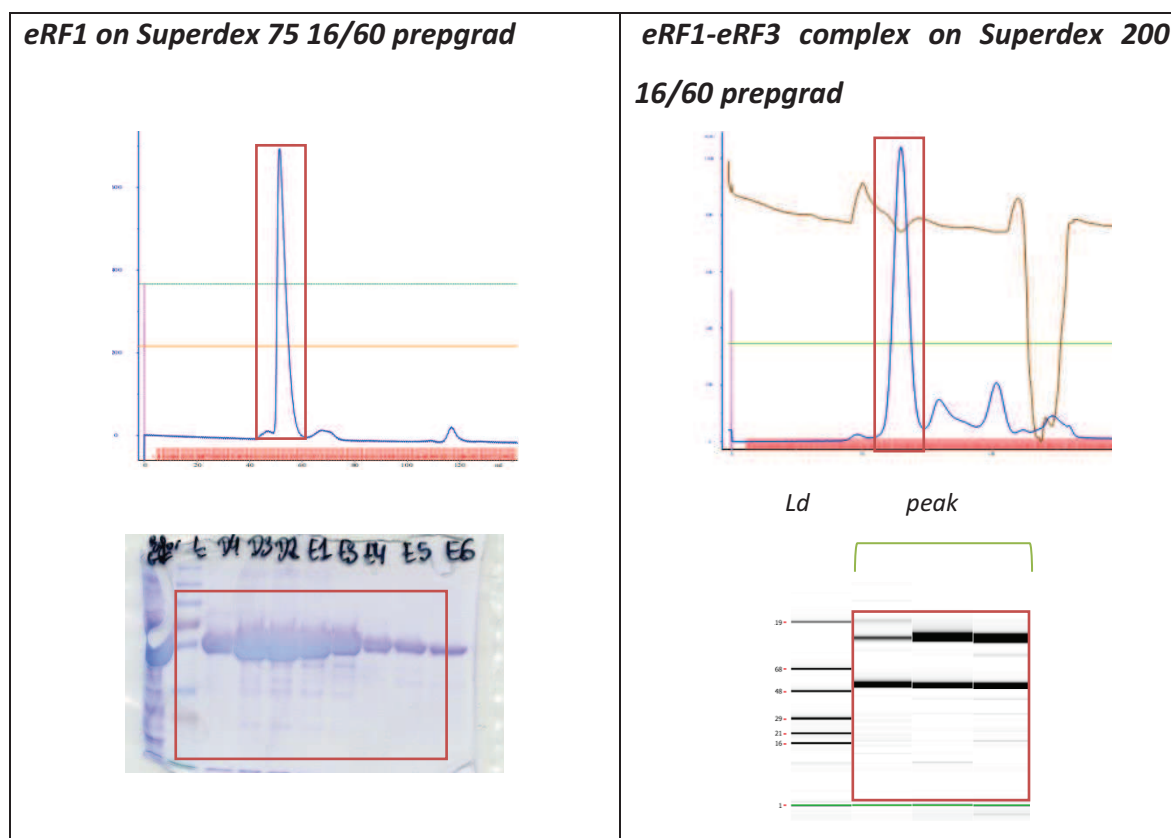 eRF1 on Superdex 75 16/60 prepgrad
eRF1-eRF3 complex on Superdex 200
16/60 prepgrad
0
0 20 40 60 80 100 120 ml
L D4 D3 D2 E1 E3 E4 E5 E6
Ld peak
19-
68-
48-
29-
21-
16-
1-